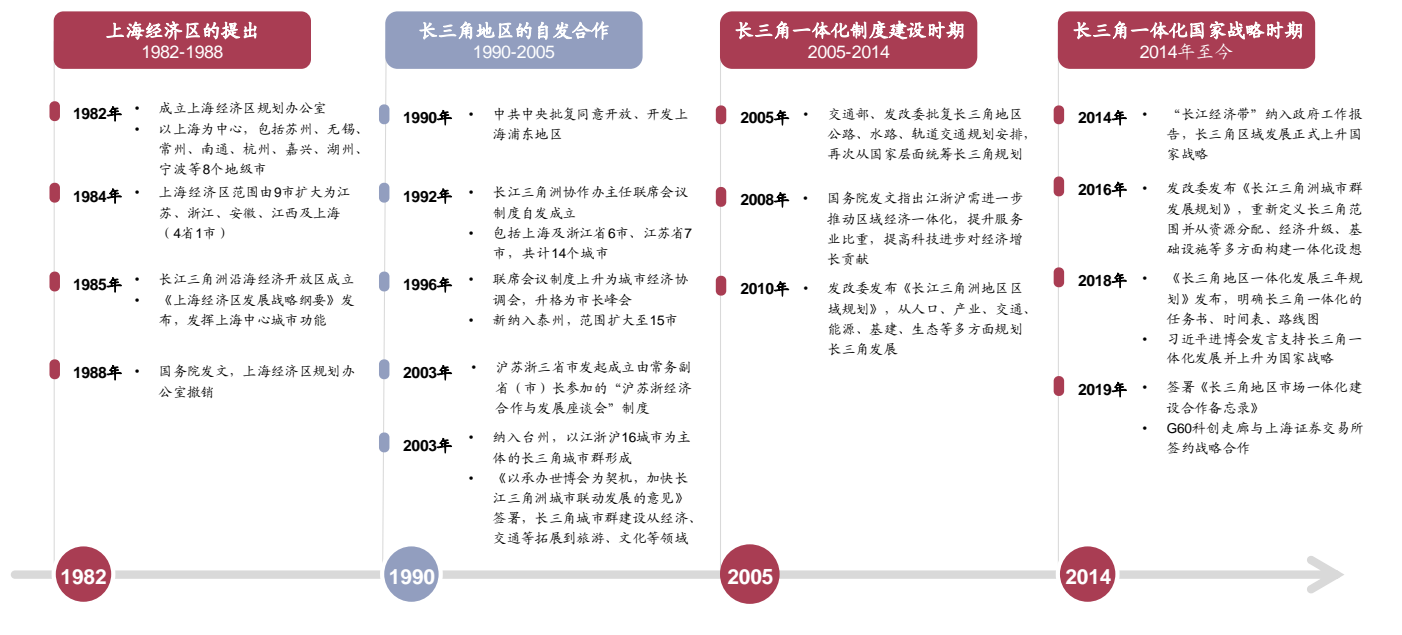 上海经济区的提出
1982-1988
1982年
• 成立上海经济区规划办公室
• 以上海为中心，包括苏州、无锡、
常州、南通、杭州、嘉兴、湖州、
宁波等8个地级市
1984年
• 上海经济区范围由9市扩大为江
苏、浙江、安徽、江西及上海
（4省1市）
1985年
• 长江三角洲沿海经济开放区成立
• 《上海经济区发展战略纲要》发
布，发挥上海中心城市功能
1988年
• 国务院发文，上海经济区规划办
公室撤销
长三角地区的自发合作
1990-2005
1990年
• 中共中央批复同意开放、开发上
海浦东地区
1992年
• 长江三角洲协作办主任联席会议
制度自发成立
• 包括上海及浙江省6市、江苏省7
市，共计14个城市
1996年
• 联席会议制度上升为城市经济协
调会，升格为市长峰会
• 新纳入泰州，范围扩大至15市
2003年
• 沪苏浙三省市发起成立由常务副
省（市）长参加的“沪苏浙经济
合作与发展座谈会”制度
2003年
• 纳入台州，以江浙沪16城市为主
体的长三角城市群形成
• 《以承办世博会为契机，加快长
江三角洲城市联动发展的意见》
签署，长三角城市群建设从经济、
交通等拓展到旅游、文化等领域
长三角一体化制度建设时期
2005-2014
2005年
• 交通部、发改委批复长三角地区
公路、水路、轨道交通规划安排，
再次从国家层面统筹长三角规划
2008年
• 国务院发文指出江浙沪需进一步
推动区域经济一体化，提升服务
业比重，提高科技进步对经济增
长贡献
2010年
• 发改委发布《长江三角洲地区区
域规划》，从人口、产业、交通、
能源、基建、生态等多方面规划
长三角发展
长三角一体化国家战略时期
2014年至今
2014年
• “长江经济带”纳入政府工作报
告，长三角区域发展正式上升国
家战略
2016年
• 发改委发布《长江三角洲城市群
发展规划》，重新定义长三角范
围并从资源分配、经济升级、基
础设施等多方面构建一体化设想
2018年
• 《长三角地区一体化发展三年规
划》发布，明确长三角一体化的
任务书、时间表、路线图
• 习近平进博会发言支持长三角一
体化发展并上升为国家战略
2019年
• 签署《长三角地区市场一体化建
设合作备忘录》
• G60科创走廊与上海证券交易所
签约战略合作
1982
1990
2005
2014